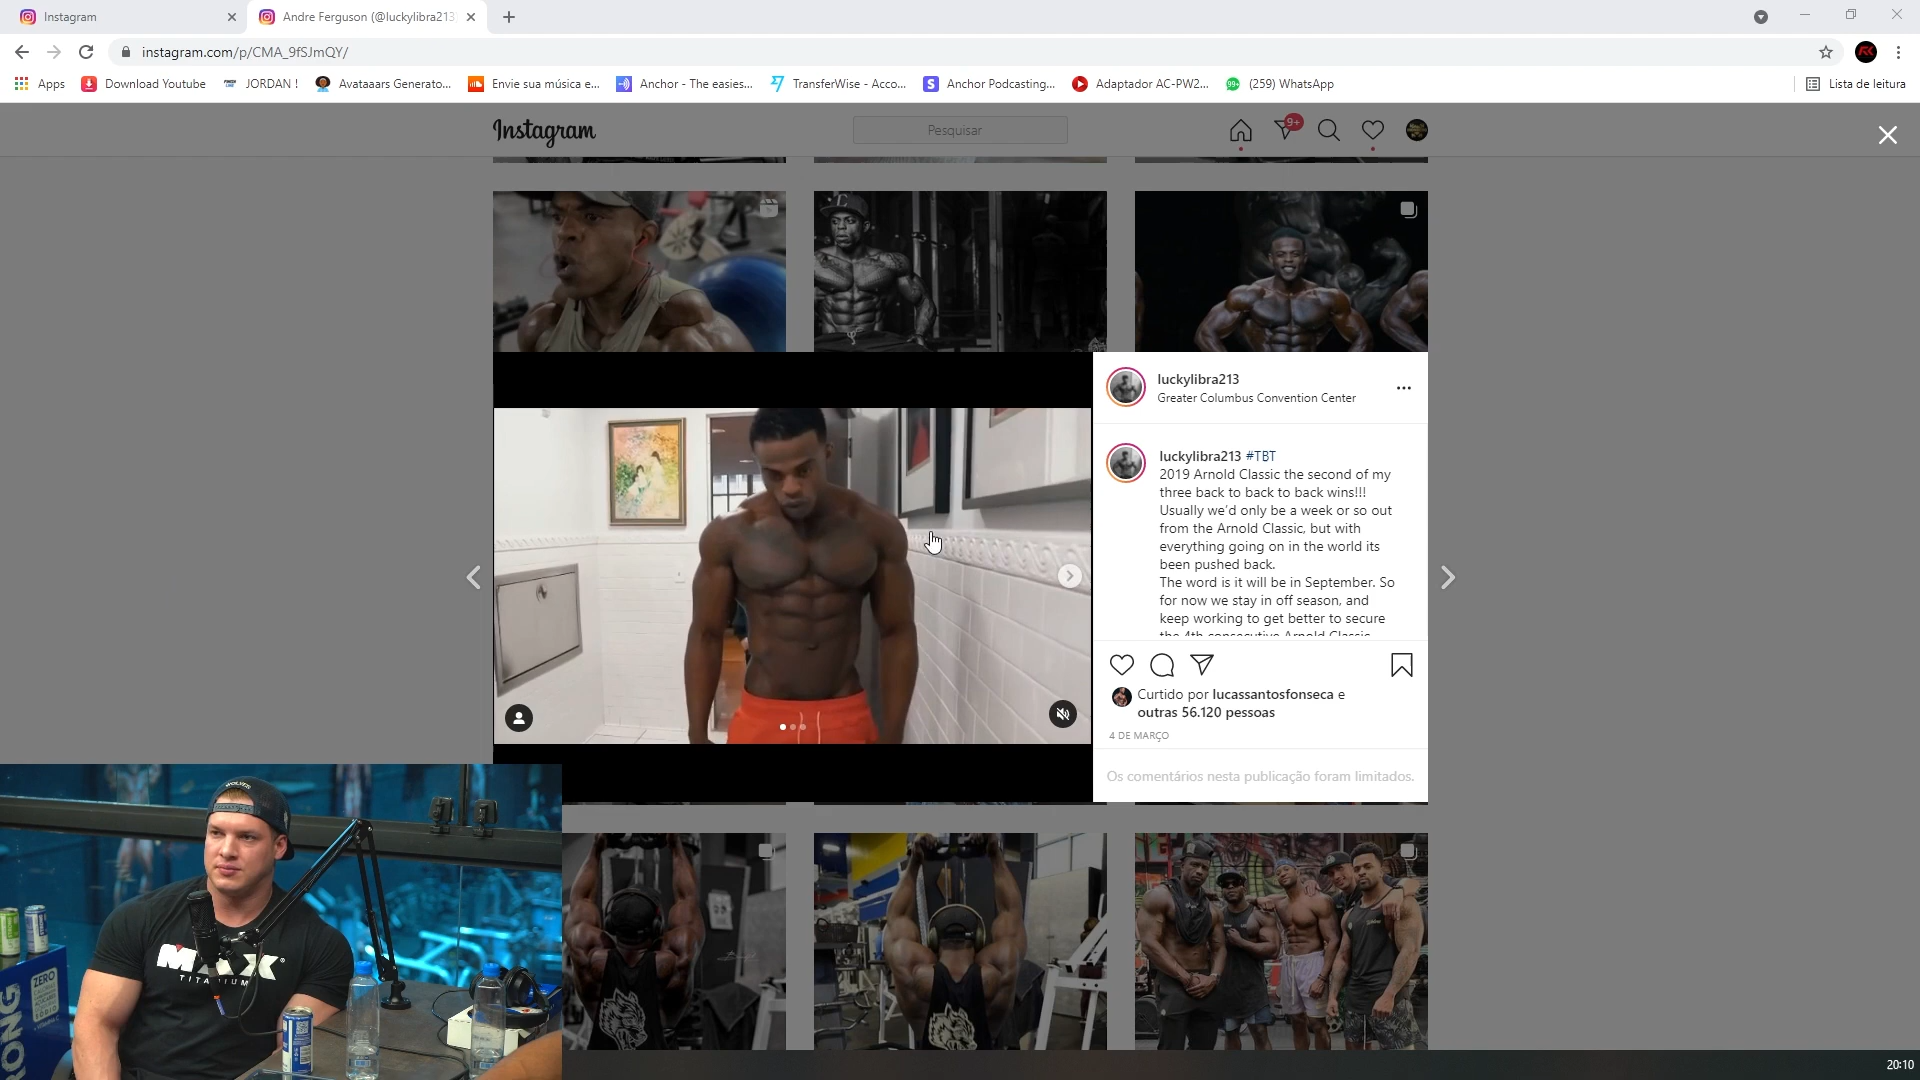 Instagram
Andre Ferguson (@luckylibra213
instagram.com/p/CMA_9fSJmQY/
Apps
Download Youtube
JORDAN !
Avataaars Generato...
Envie sua música e...
Anchor - The easies...
TransferWise - Acco...
Anchor Podcasting...
Adaptador AC-PW2...
(259) WhatsApp
Lista de leitura
Instagram
Pesquisar
9+
luckylibra213
Greater Columbus Convention Center
luckylibra213 #TBT
2019 Arnold Classic the second of my
three back to back to back wins!!!
Usually we'd only be a week or so out
from the Arnold Classic, but with
everything going on in the world its
been pushed back.
The word is it will be in September. So
for now we stay in off season, and
keep working to get better to secure
the 4th consecutive Arnold Classic
Curtido por lucassantosfonseca e
outras 56.120 pessoas
4 DE MARÇO
Os comentários nesta publicação foram limitados.
MAX
TITANIUM
ZERO
RONG
20:10